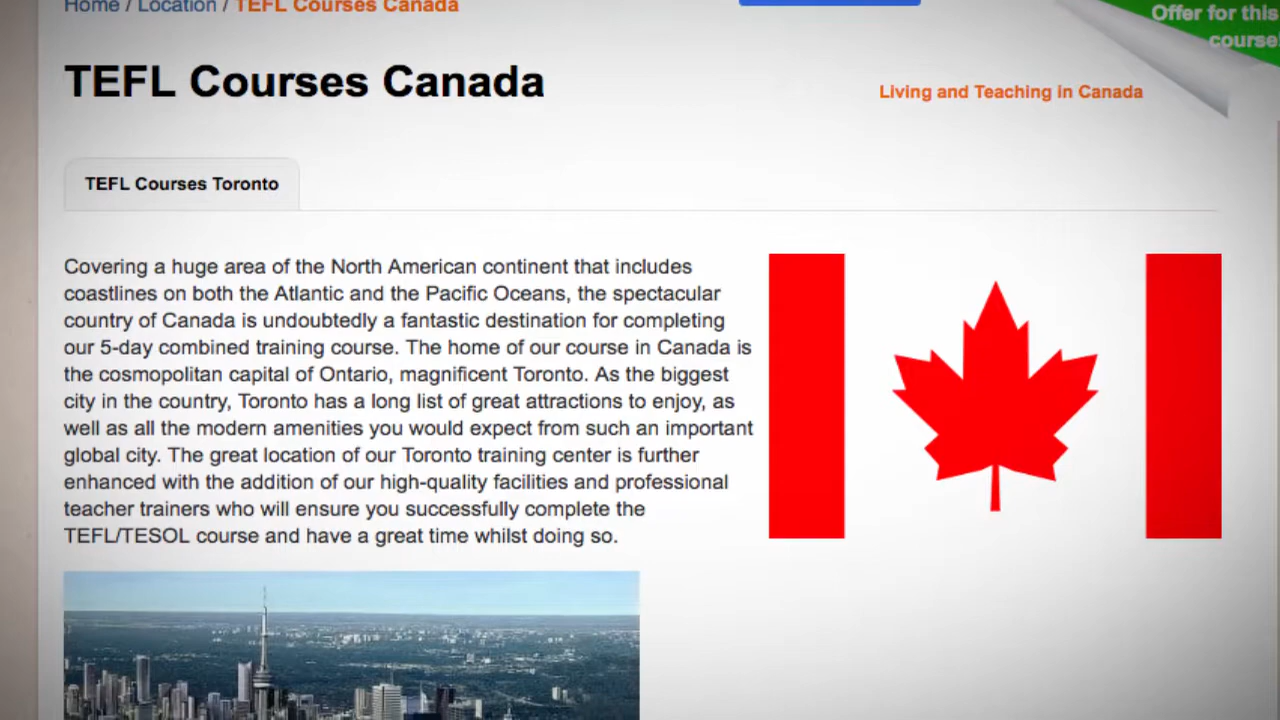 Home / Location / TEFL Courses Canada
Offer for this
course!
TEFL Courses Canada
Living and Teaching in Canada
TEFL Courses Toronto
Covering a huge area of the North American continent that includes
coastlines on both the Atlantic and the Pacific Oceans, the spectacular
country of Canada is undoubtedly a fantastic destination for completing
our 5-day combined training course. The home of our course in Canada is
the cosmopolitan capital of Ontario, magnificent Toronto. As the biggest
city in the country, Toronto has a long list of great attractions to enjoy, as
well as all the modern amenities you would expect from such an important
global city. The great location of our Toronto training center is further
enhanced with the addition of our high-quality facilities and professional
teacher trainers who will ensure you successfully complete the
TEFL/TESOL course and have a great time whilst doing so.